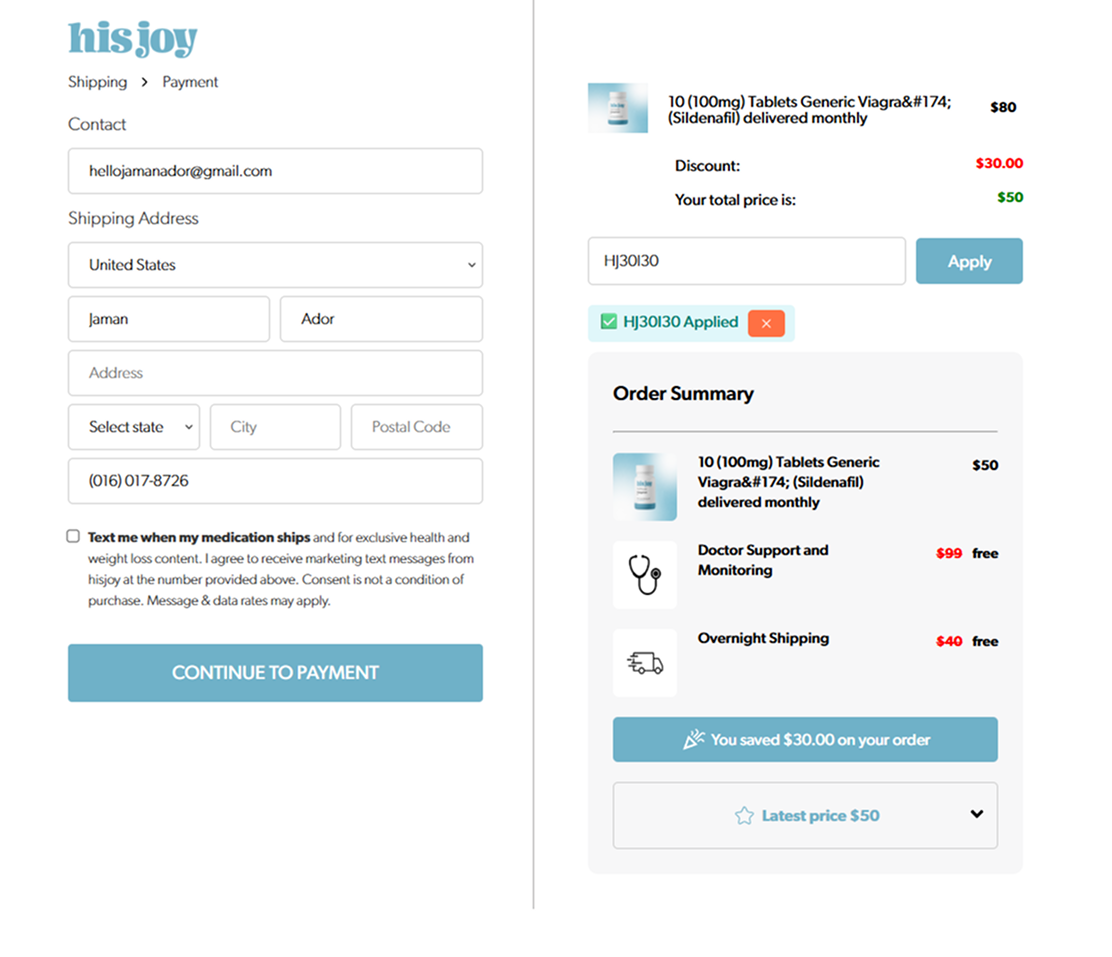 his joy
Shipping > Payment
Contact
hellojamanador@gmail.com
Shipping Address
United States
Jaman
Ador
Address
Select state
City
Postal Code
(016) 017-8726
Text me when my medication ships and for exclusive health and
weight loss content. I agree to receive marketing text messages from
hisjoy at the number provided above. Consent is not a condition of
purchase. Message & data rates may apply.
CONTINUE TO PAYMENT
10 (100mg) Tablets Generic Viagra&#174;
(Sildenafil) delivered monthly
$80
Discount:
$30.00
Your total price is:
$50
HJ30I30
Apply
HJ30I30 Applied
Order Summary
10 (100mg) Tablets Generic
Viagra&#174; (Sildenafil)
delivered monthly
$50
Doctor Support and
Monitoring
$99 free
Overnight Shipping
$40 free
You saved $30.00 on your order
Latest price $50